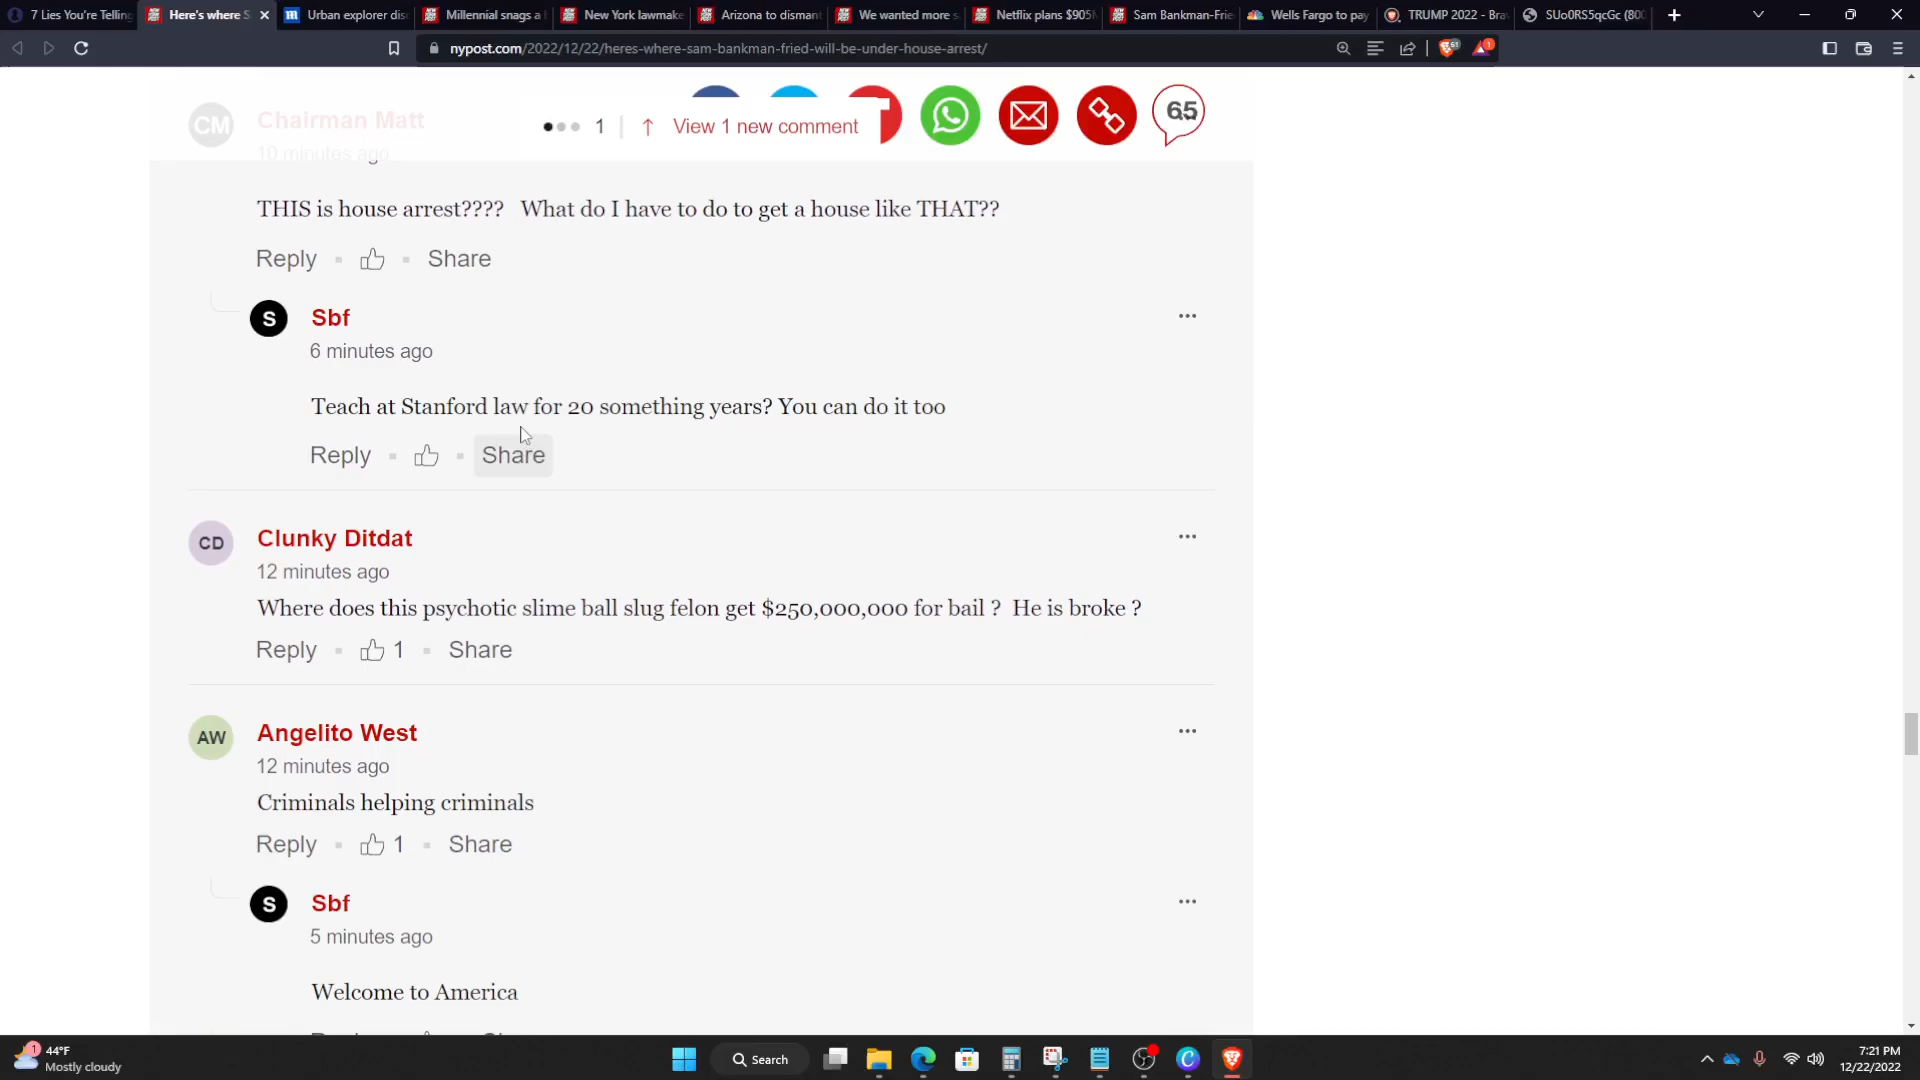 7 Lies You're Telling
Here's where S
Urban explorer disc
Millennial snags a
New York lawmake
Arizona to dismant
We wanted more s
Netflix plans $905
Sam Bankman-Frie
Wells Fargo to pay
TRUMP 2022 - Brav
SUo0RS5qcGc (800
nypost.com/2022/12/22/heres-where-sam-bankman-fried-will-be-under-house-arrest/
61
1
CM
Chairman Matt
10 minutes ago
1
View 1 new comment
65
THIS is house arrest???? What do I have to do to get a house like THAT??
Reply Share
S
Sbf
6 minutes ago
Teach at Stanford law for 20 something years? You can do it too
Reply Share
CD
Clunky Ditdat
12 minutes ago
Where does this psychotic slime ball slug felon get $250,000,000 for bail ? He is broke ?
Reply 1 Share
AW
Angelito West
12 minutes ago
Criminals helping criminals
Reply 1 Share
S
Sbf
5 minutes ago
Welcome to America
1
44°F
Mostly cloudy
Search
7:21 PM
12/22/2022